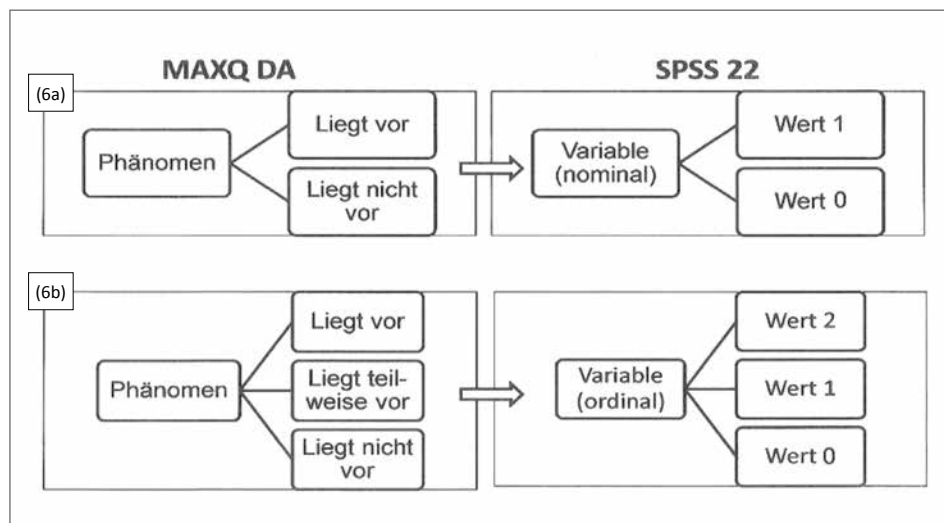 MAXQ DA
SPSS 22
(6a)
Phänomen
Liegt vor
Liegt nicht
vor
Variable
(nominal)
Wert 1
Wert 0
(6b)
Phänomen
Liegt vor
Liegt teil-
weise vor
Liegt nicht
vor
Variable
(ordinal)
Wert 2
Wert 1
Wert 0